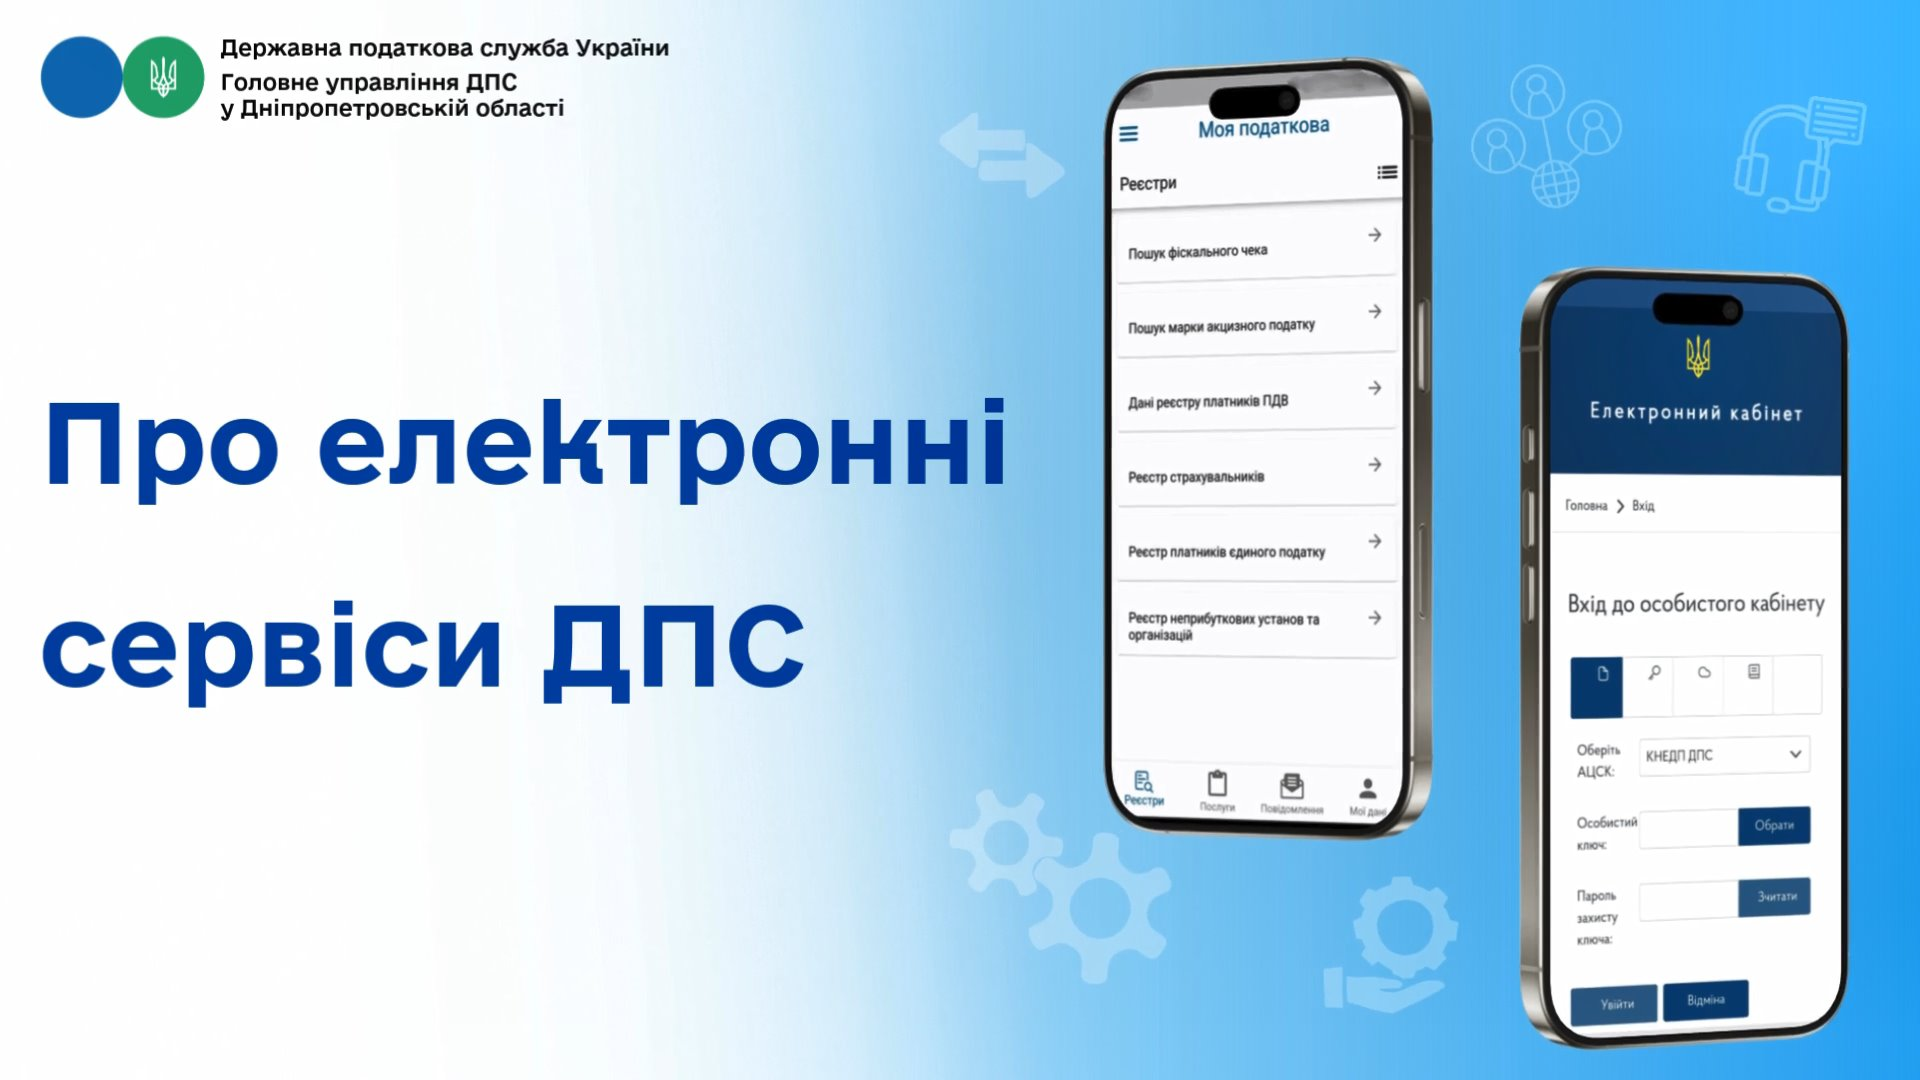 Державна податкова служба України
Головне управління ДПС
у Дніпропетровській області
Про електронні
сервіси ДПС
Моя податкова
Реєстри
Пошук фіскального чека
Пошук марки акцизного податку
Дані реєстру платників ПДВ
Реєстр страхувальників
Реєстр платників єдиного податку
Реєстр неприбуткових установ та
організацій
Реєстри
Послуги
Повідомлення
Мої дані
Електронний кабінет
Головна
Вхід
Вхід до особистого кабінету
Оберіть
АЦСК:
КНЕДП ДПС
Особистий
ключ:
Обрати
Пароль
захисту
ключа:
Зчитати
Увійти
Відміна